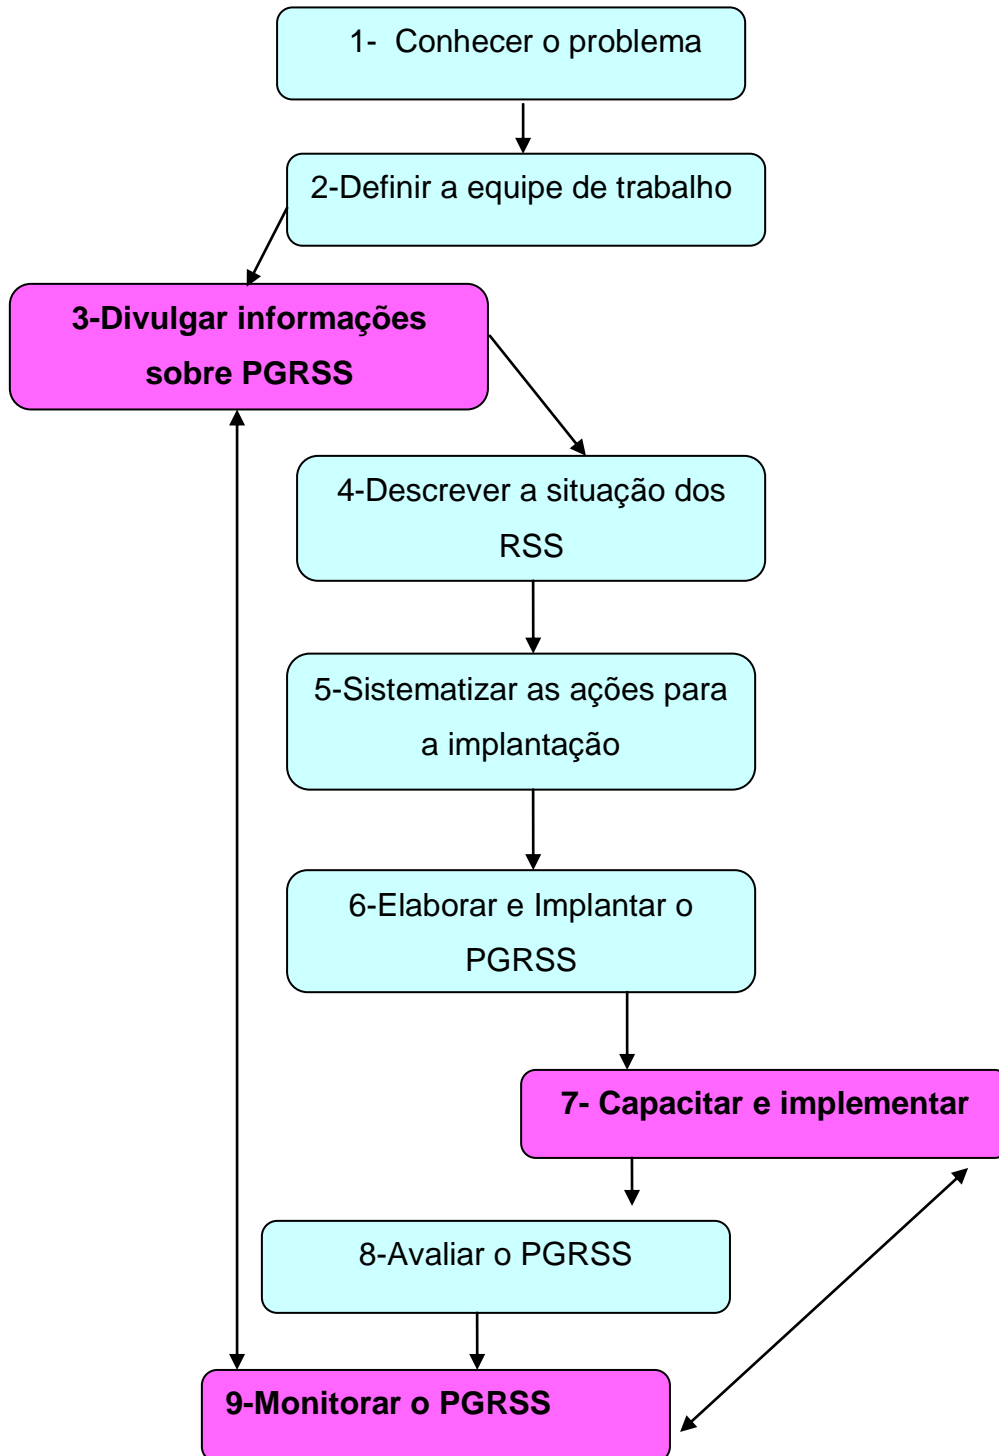 1- Conhecer o problema
2-Definir a equipe de trabalho
3-Divulgar informações
sobre PGRSS
4-Descrever a situação dos
RSS
5-Sistematizar as ações para
a implantação
6-Elaborar e Implantar o
PGRSS
7- Capacitar e implementar
8-Avaliar o PGRSS
9-Monitorar o PGRSS